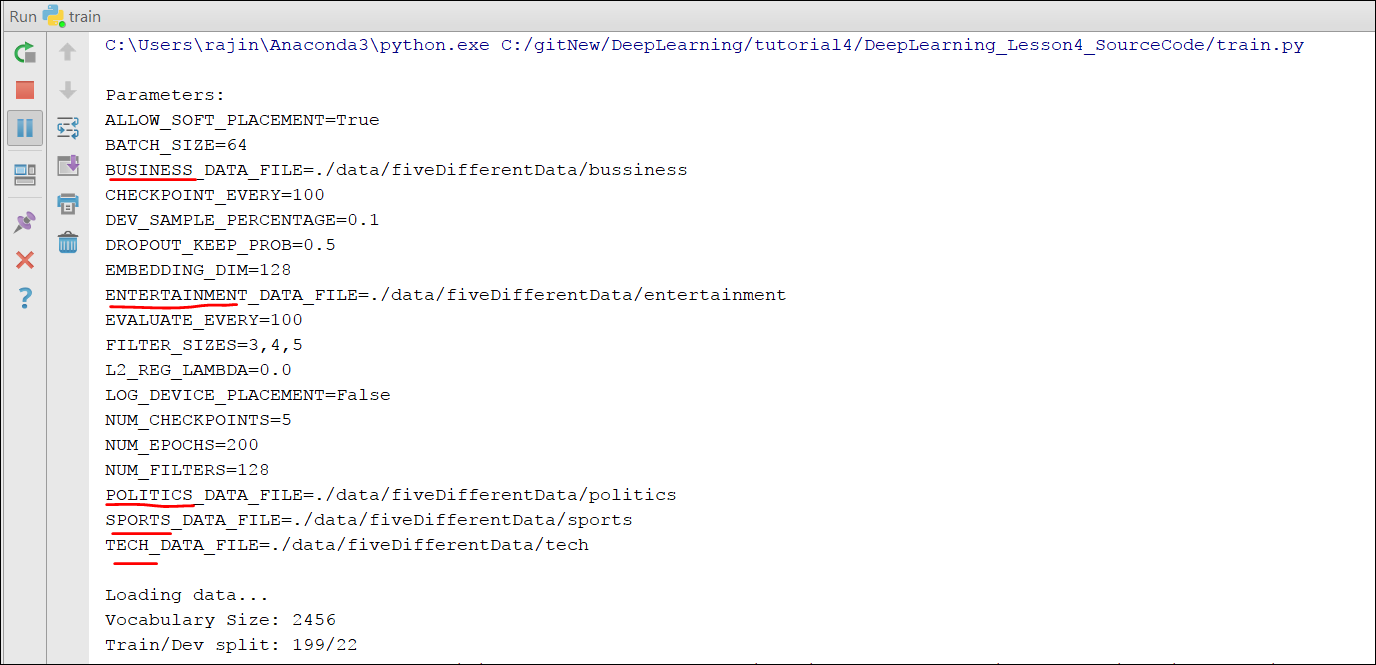 Run train
C:\Users\rajin\Anaconda3\python.exe C:/gitNew/DeepLearning/tutorial4/DeepLearning_Lesson4_SourceCode/train.py
Parameters:
ALLOW_SOFT_PLACEMENT=True
BATCH_SIZE=64
BUSINESS_DATA_FILE=./data/fiveDifferentData/bussiness
CHECKPOINT_EVERY=100
DEV_SAMPLE_PERCENTAGE=0.1
DROPOUT_KEEP_PROB=0.5
EMBEDDING_DIM=128
ENTERTAINMENT_DATA_FILE=./data/fiveDifferentData/entertainment
EVALUATE_EVERY=100
FILTER_SIZES=3,4,5
L2_REG_LAMBDA=0.0
LOG_DEVICE_PLACEMENT=False
NUM_CHECKPOINTS=5
NUM_EPOCHS=200
NUM_FILTERS=128
POLITICS_DATA_FILE=./data/fiveDifferentData/politics
SPORTS_DATA_FILE=./data/fiveDifferentData/sports
TECH_DATA_FILE=./data/fiveDifferentData/tech
Loading data...
Vocabulary Size: 2456
Train/Dev split: 199/22